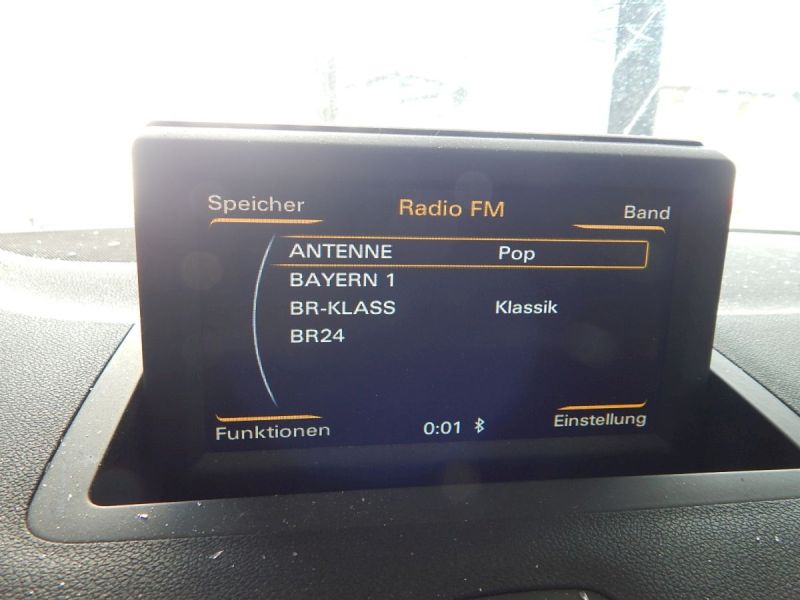 Speicher Radio FM Band
ANTENNE Pop
BAYERN 1
BR-KLASS Klassik
BR24
Funktionen 0:01 Einstellung